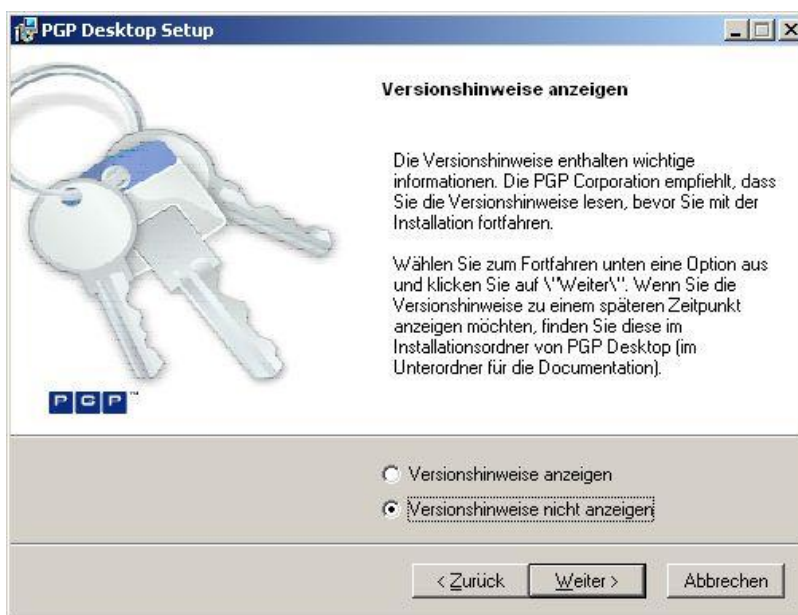 PGP Desktop Setup
Versionshinweise anzeigen
Die Versionshinweise enthalten wichtige
informationen. Die PGP Corporation empfiehlt, dass
Sie die Versionshinweise lesen, bevor Sie mit der
Installation fortfahren.
Wählen Sie zum Fortfahren unten eine Option aus
und klicken Sie auf \"Weiter\". Wenn Sie die
Versionshinweise zu einem späteren Zeitpunkt
anzeigen möchten, finden Sie diese im
Installationsordner von PGP Desktop (im
Unterordner für die Documentation).
PGP™
Versionshinweise anzeigen
Versionshinweise nicht anzeigen
< Zurück Weiter > Abbrechen